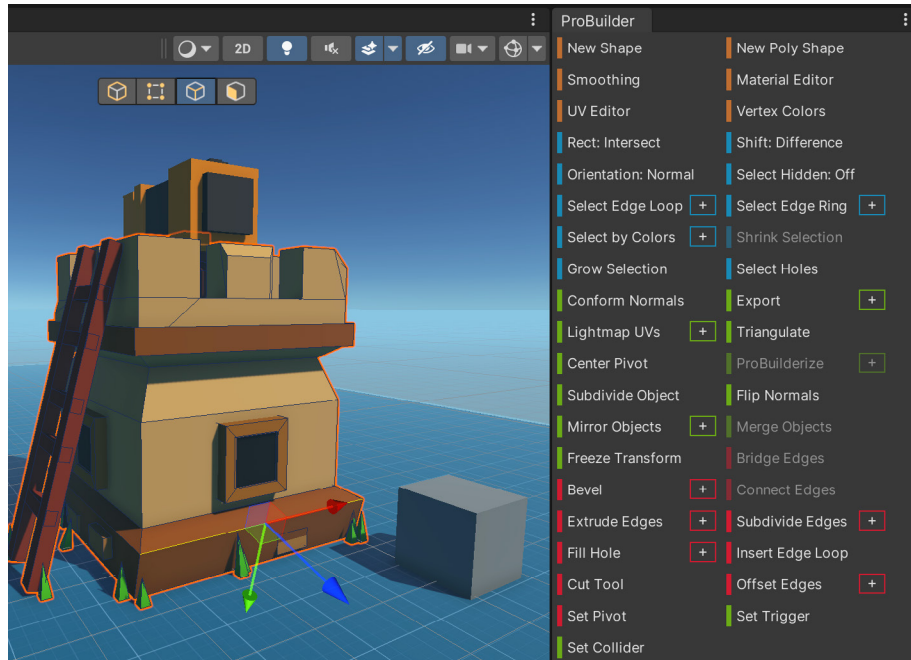 ProBuilder
2D
New Shape
New Poly Shape
Smoothing
Material Editor
UV Editor
Vertex Colors
Rect: Intersect
Shift: Difference
Orientation: Normal
Select Hidden: Off
Select Edge Loop +
Select Edge Ring +
Select by Colors +
Shrink Selection
Grow Selection
Select Holes
Conform Normals
Export +
Lightmap UVs +
Triangulate
Center Pivot
ProBuilderize +
Subdivide Object
Flip Normals
Mirror Objects +
Merge Objects
Freeze Transform
Bridge Edges
Bevel +
Connect Edges
Extrude Edges +
Subdivide Edges +
Fill Hole +
Insert Edge Loop
Cut Tool
Offset Edges +
Set Pivot
Set Trigger
Set Collider